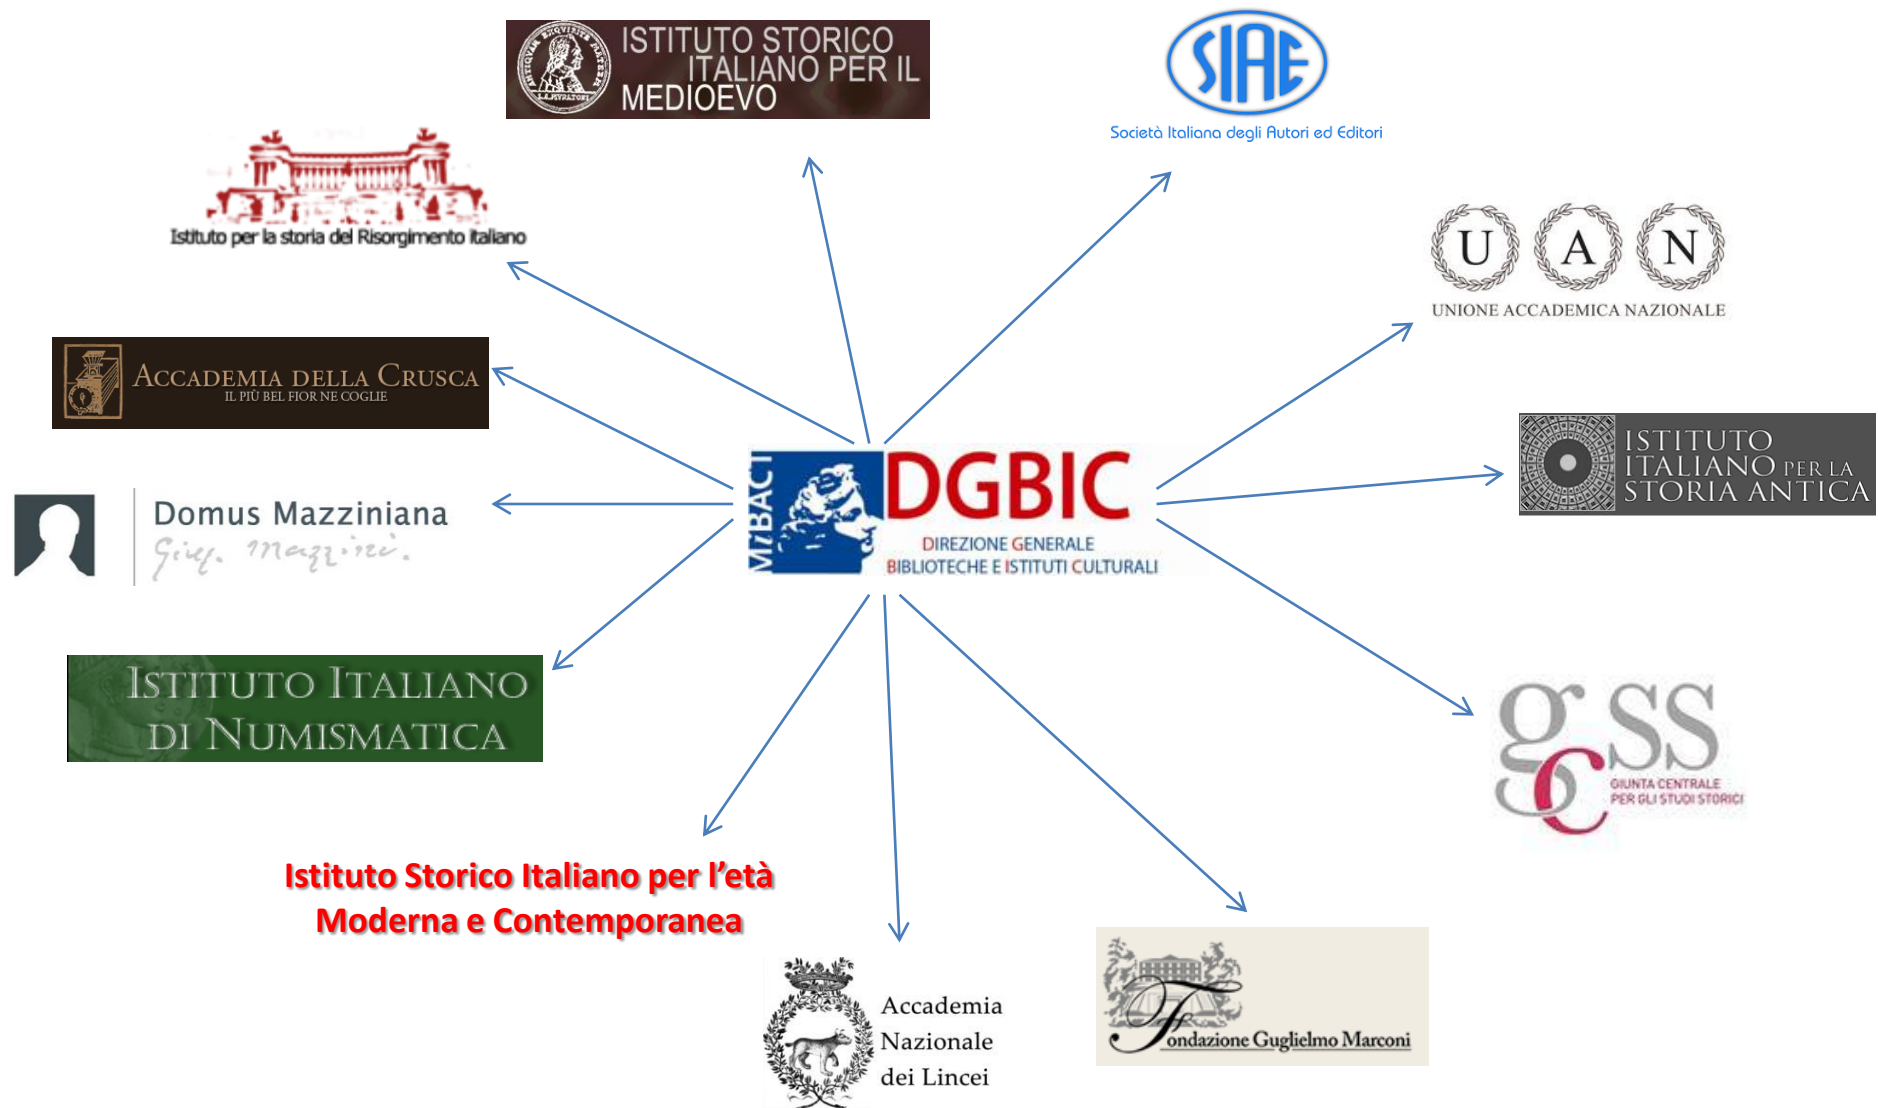 ISTITUTO STORICO
ITALIANO PER IL
MEDIOEVO
SIAE
Società Italiana degli Autori ed Editori
Istituto per la storia del Risorgimento italiano
U A N
UNIONE ACCADEMICA NAZIONALE
ACCADEMIA DELLA CRUSCA
IL PIÙ BEL FIOR NE COGLIE
ISTITUTO
ITALIANO PER LA
STORIA ANTICA
MiBACT
DGBIC
DIREZIONE GENERALE
BIBLIOTECHE E ISTITUTI CULTURALI
Domus Mazziniana
Gius. Mazzini.
ISTITUTO ITALIANO
DI NUMISMATICA
gcss
GIUNTA CENTRALE
PER GLI STUDI STORICI
Istituto Storico Italiano per l'età
Moderna e Contemporanea
Accademia
Nazionale
dei Lincei
Fondazione Guglielmo Marconi